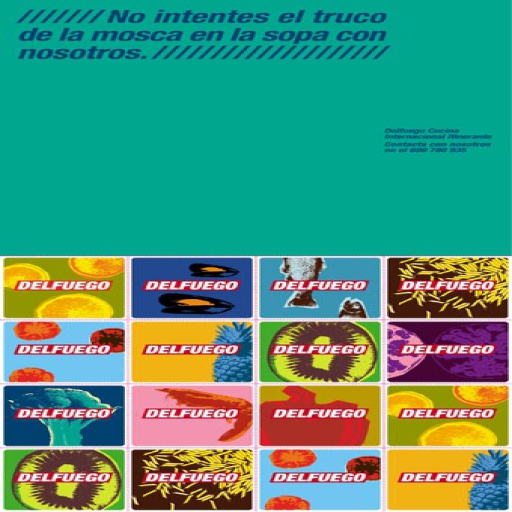 /////// No intentes el truco
de la mosca en la sopa con
nosotros. ////////////////////
Delfuego Cocina
Internacional Itinerante
Contacta con nosotros
en el 699 780 935
DELFUEGO DELFUEGO DELFUEGO DELFUEGO
DELFUEGO DELFUEGO DELFUEGO DELFUEGO
DELFUEGO DELFUEGO DELFUEGO DELFUEGO
DELFUEGO DELFUEGO DELFUEGO DELFUEGO